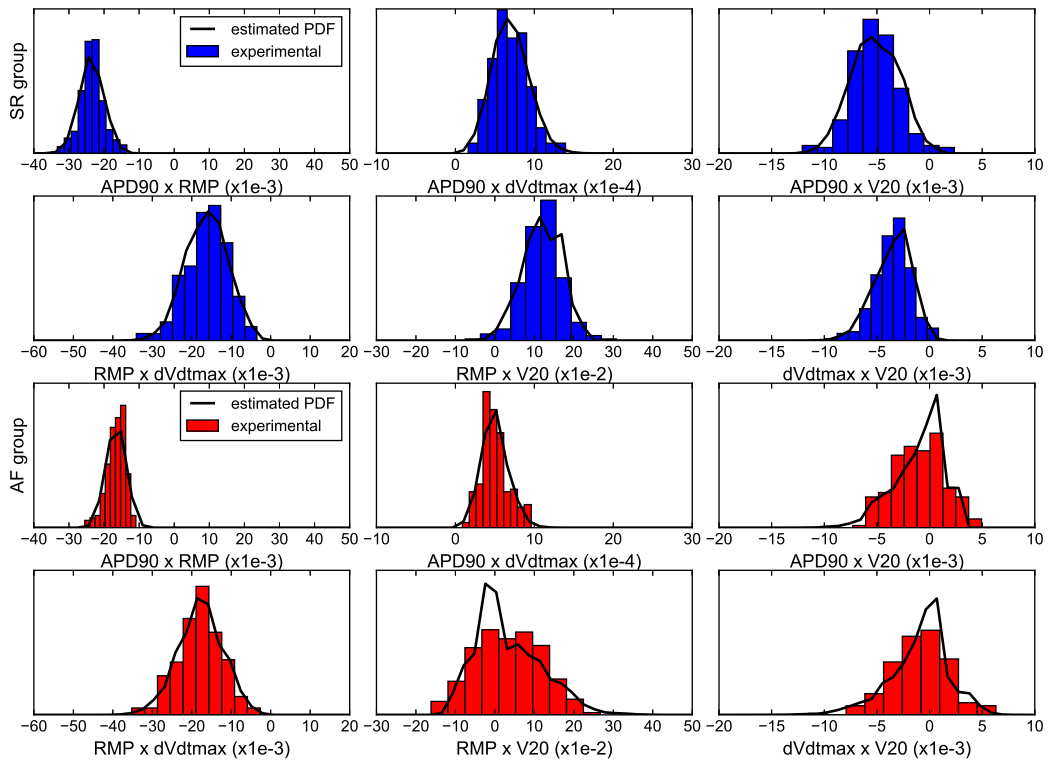 SR group
estimated PDF
experimental
−40 −30 −20 −10 0 10 20 30 40 50
−10 0 10 20 30
−20 −15 −10 −5 0 5 10
APD90 x RMP (x1e-3)
APD90 x dVdtmax (x1e-4)
APD90 x V20 (x1e-3)
−60 −50 −40 −30 −20 −10 0 10 20
−30 −20 −10 0 10 20 30 40 50
−20 −15 −10 −5 0 5 10
RMP x dVdtmax (x1e-3)
RMP x V20 (x1e-2)
dVdtmax x V20 (x1e-3)
AF group
estimated PDF
experimental
−40 −30 −20 −10 0 10 20 30 40 50
−10 0 10 20 30
−20 −15 −10 −5 0 5 10
APD90 x RMP (x1e-3)
APD90 x dVdtmax (x1e-4)
APD90 x V20 (x1e-3)
−60 −50 −40 −30 −20 −10 0 10 20
−30 −20 −10 0 10 20 30 40 50
−20 −15 −10 −5 0 5 10
RMP x dVdtmax (x1e-3)
RMP x V20 (x1e-2)
dVdtmax x V20 (x1e-3)